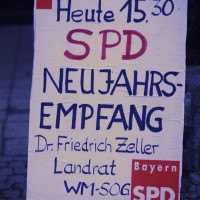 Heute 15.30
SPD
NEUJAHRS-
EMPFANG
Dr. Friedrich Zeller
Landrat
WM-SOG
Bayern
SPD